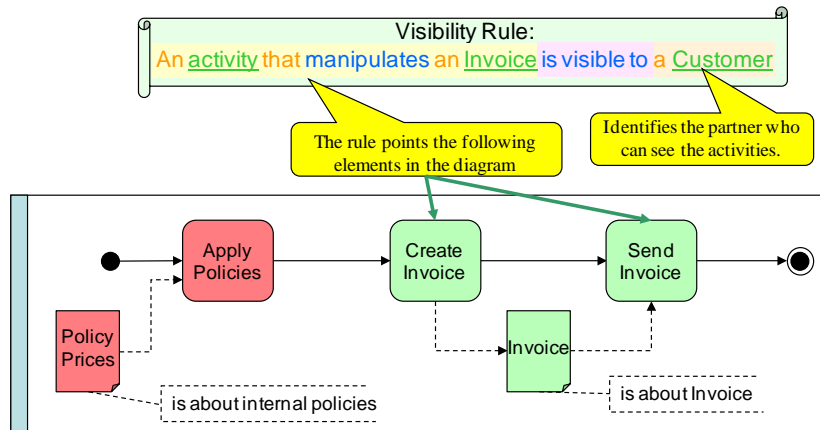 Visibility Rule:
An activity that manipulates an Invoice is visible to a Customer
The rule points the following
elements in the diagram
Identifies the partner who
can see the activities.
Apply
Policies
Create
Invoice
Send
Invoice
Policy
Prices
Invoice
is about internal policies
is about Invoice